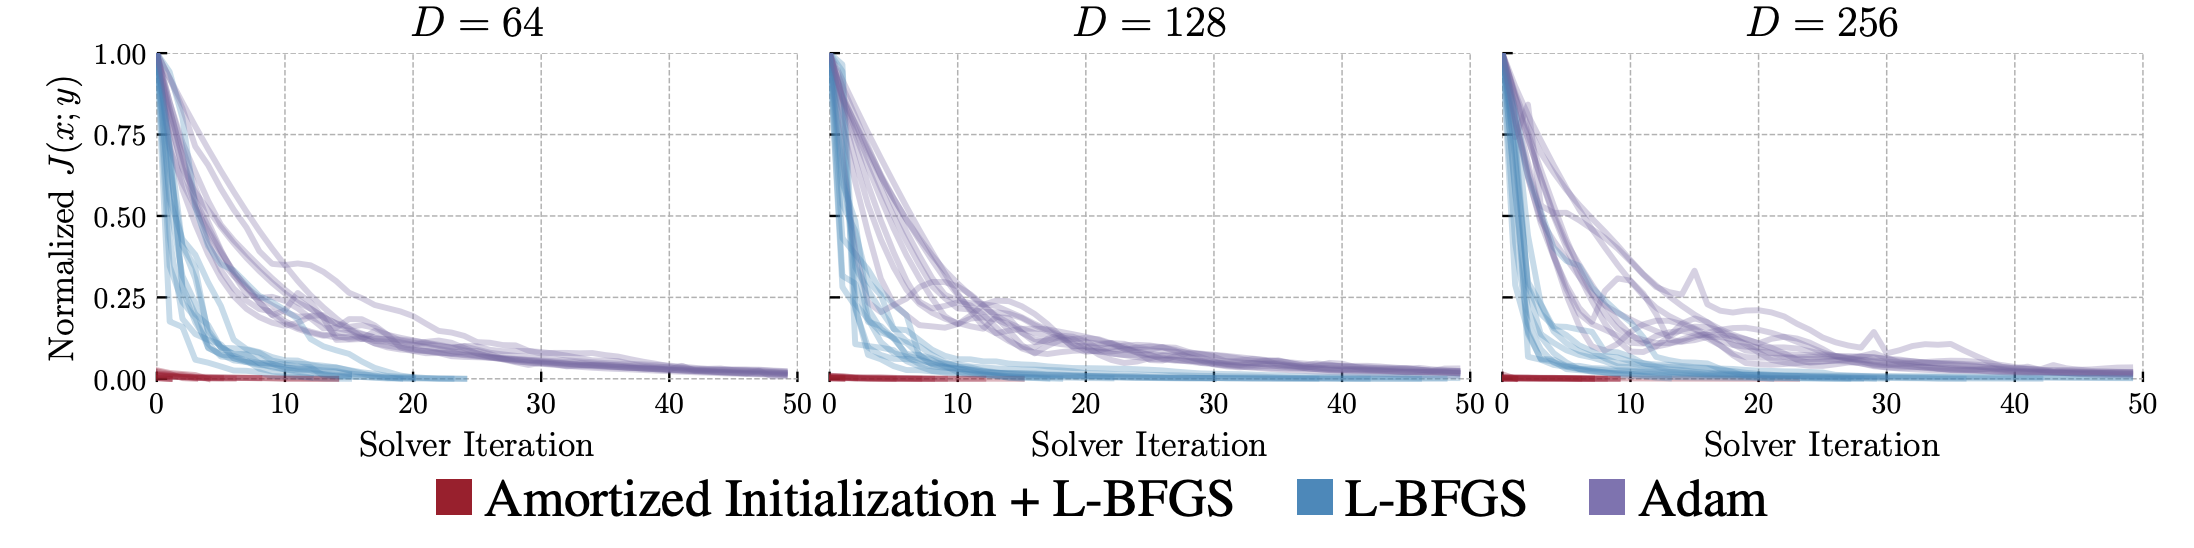 D = 64 D = 128 D = 256
Normalized J(x; y)
1.00
0.75
0.50
0.25
0.00
0 10 20 30 40 50 0 10 20 30 40 50 0 10 20 30 40 50
Solver Iteration Solver Iteration Solver Iteration
Amortized Initialization + L-BFGS L-BFGS Adam